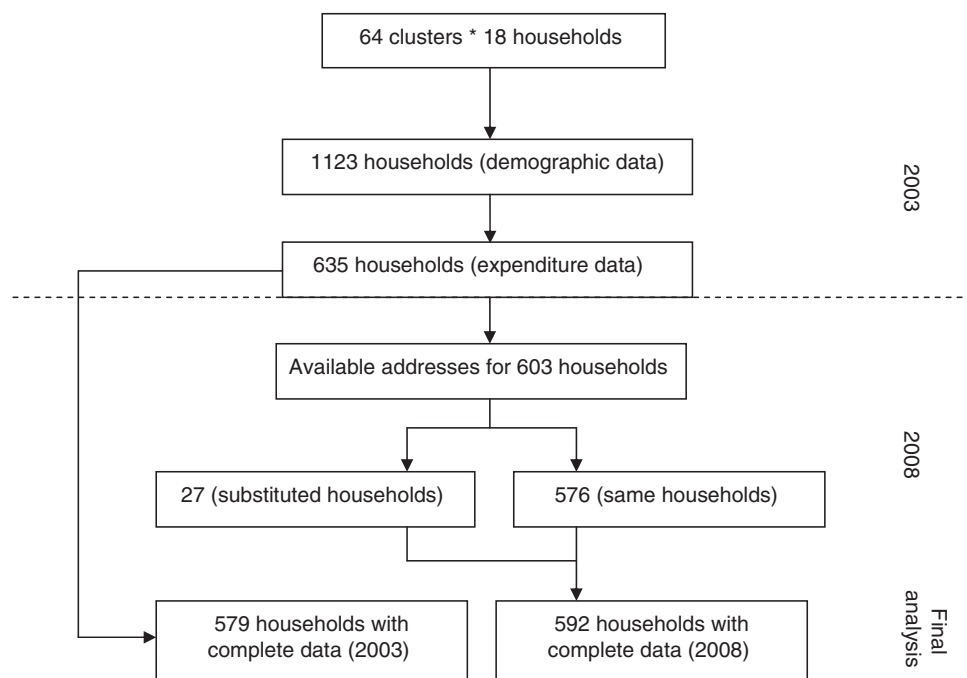 64 clusters * 18 households
1123 households (demographic data)
2003
635 households (expenditure data)
Available addresses for 603 households
2008
27 (substituted households)
576 (same households)
579 households with
complete data (2003)
592 households with
complete data (2008)
Final
analysis